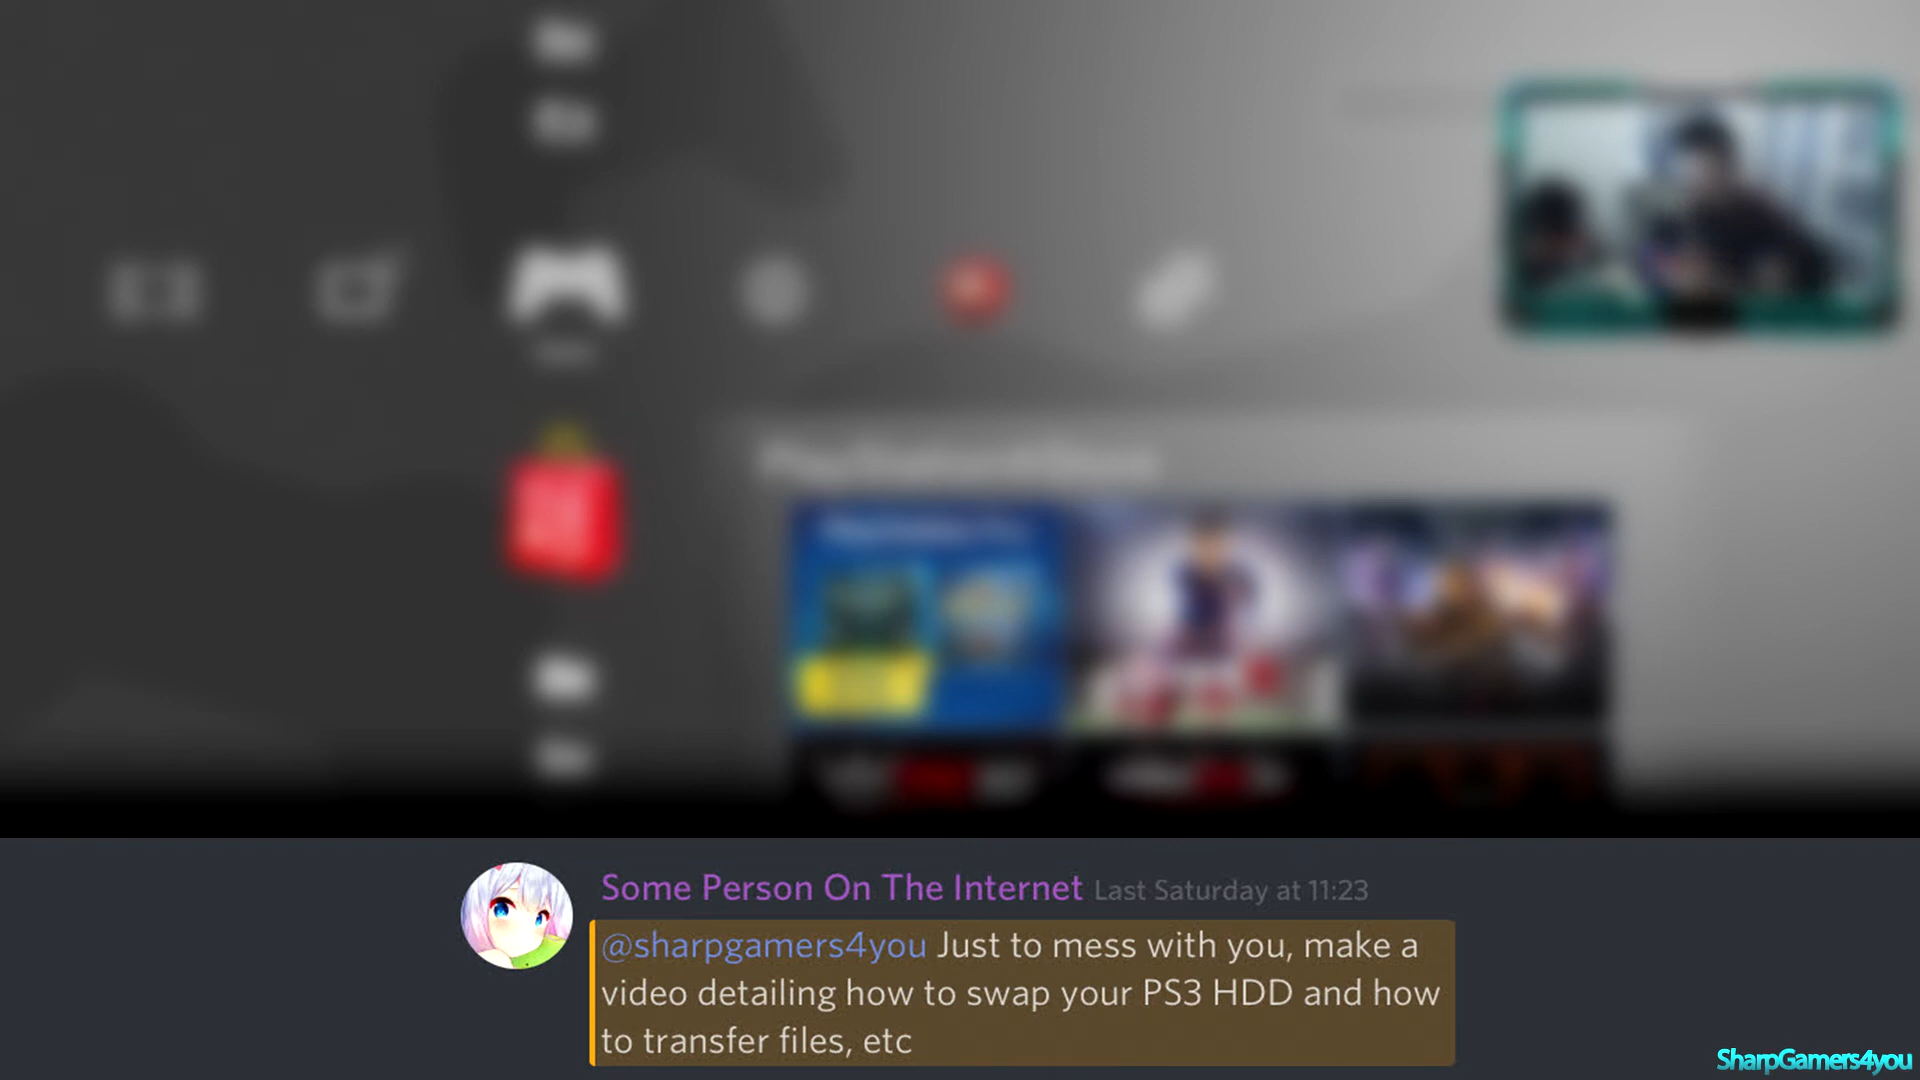 Some Person On The Internet Last Saturday at 11:23
@sharpgamers4you Just to mess with you, make a
video detailing how to swap your PS3 HDD and how
to transfer files, etc
SharpGamers4you